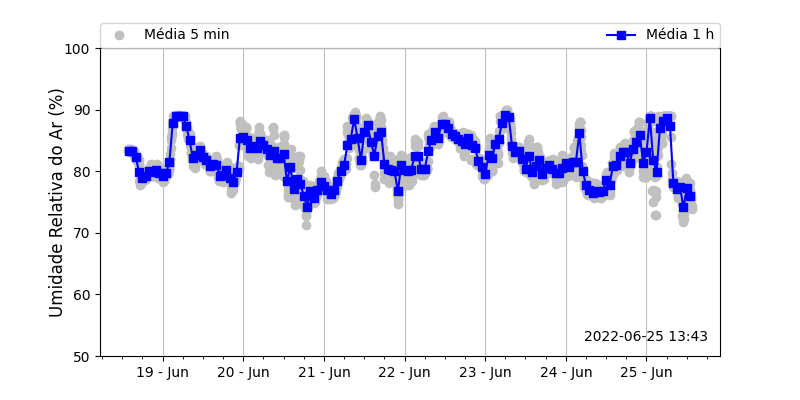 Média 5 min
Média 1 h
Umidade Relativa do Ar (%)
100
90
80
70
60
50
2022-06-25 13:43
19 - Jun
20 - Jun
21 - Jun
22 - Jun
23 - Jun
24 - Jun
25 - Jun